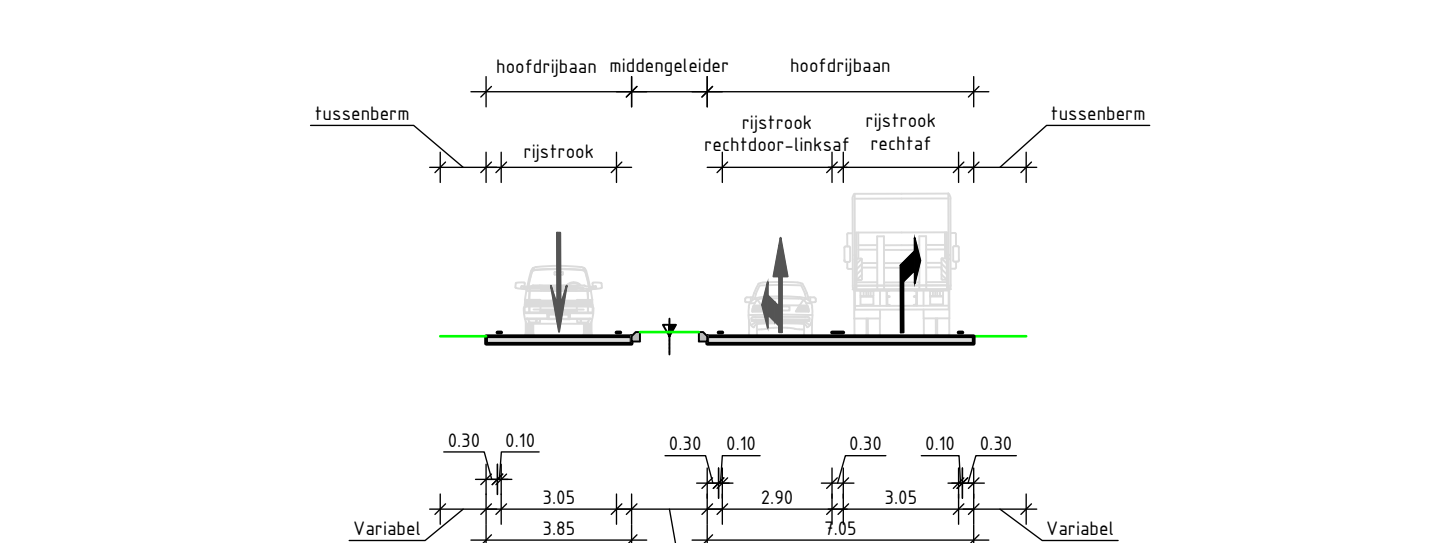 hoofdrijbaan middengeleider hoofdrijbaan
tussenberm tussenberm
rijstrook rijstrook
rechtdoor-linksaf rechtaf
rijstrook
0.30 0.10 0.30 0.10 0.30 0.10 0.30
3.05 2.90 3.05
Variabel 3.85 7.05 Variabel